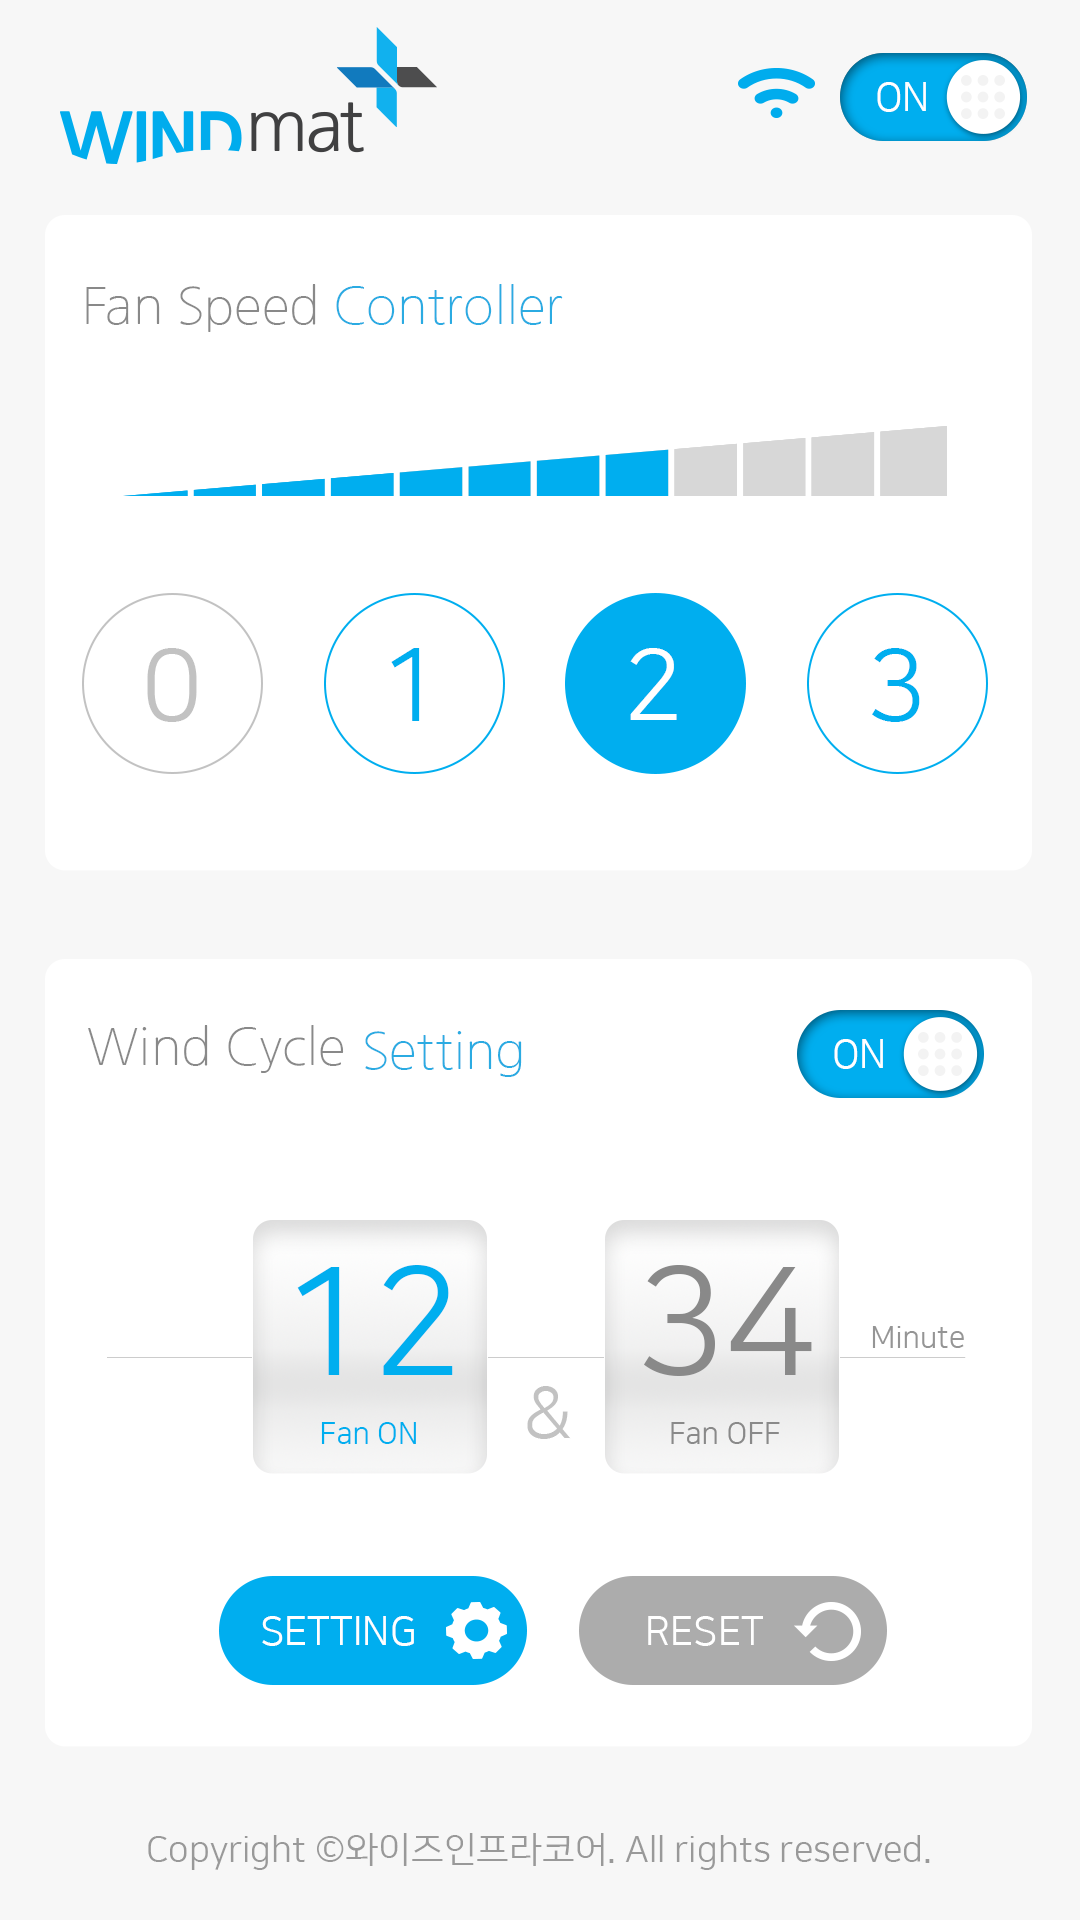 WINDmat
ON
Fan Speed Controller
0 1 2 3
Wind Cycle Setting
ON
12 34
Minute
&
Fan ON Fan OFF
SETTING RESET
Copyright ©와이즈인프라코어. All rights reserved.